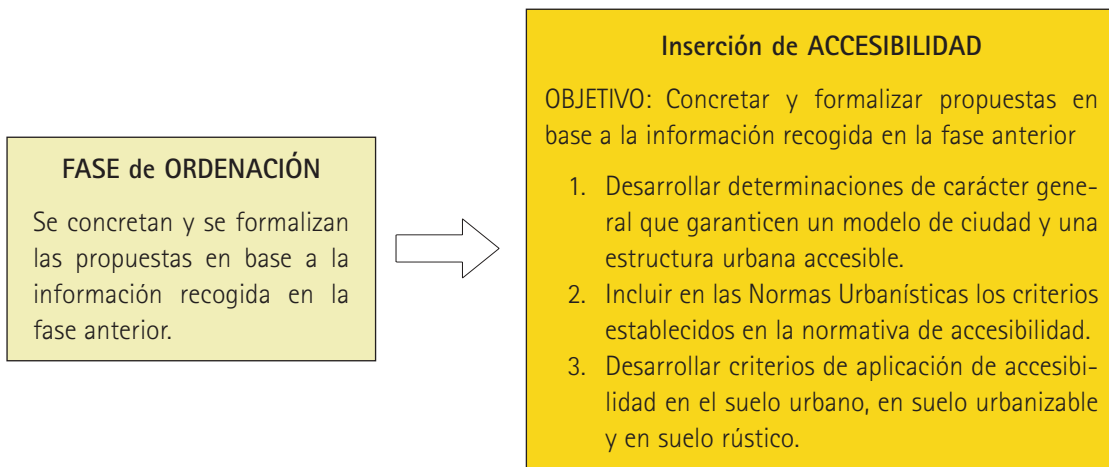 FASE de ORDENACIÓN
Se concretan y se formalizan
las propuestas en base a la
información recogida en la
fase anterior.
Inserción de ACCESIBILIDAD
OBJETIVO: Concretar y formalizar propuestas en
base a la información recogida en la fase anterior
1. Desarrollar determinaciones de carácter gene-
ral que garanticen un modelo de ciudad y una
estructura urbana accesible.
2. Incluir en las Normas Urbanísticas los criterios
establecidos en la normativa de accesibilidad.
3. Desarrollar criterios de aplicación de accesibi-
lidad en el suelo urbano, en suelo urbanizable
y en suelo rústico.